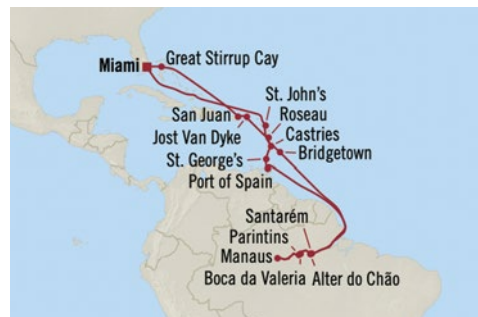 Miami
Great Stirrup Cay
St. John's
San Juan
Roseau
Jost Van Dyke
Castries
St. George's
Bridgetown
Port of Spain
Santarém
Parintins
Manaus
Boca da Valeria
Alter do Chão